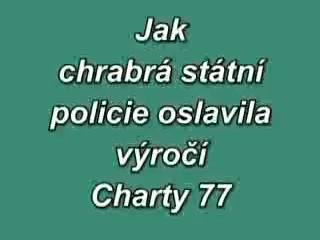 Jak
chrabrá státní
policie oslavila
výročí
Charty 77